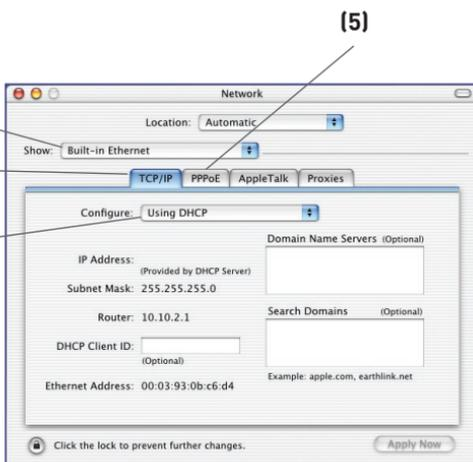 (5)
Network
Location: Automatic
Show: Built-in Ethernet
TCP/IP PPPoE AppleTalk Proxies
Configure: Using DHCP
Domain Name Servers (Optional)
IP Address:
(Provided by DHCP Server)
Subnet Mask: 255.255.255.0
Router: 10.10.2.1
Search Domains (Optional)
DHCP Client ID:
(Optional)
Example: apple.com, earthlink.net
Ethernet Address: 00:03:93:0b:c6:d4
Click the lock to prevent further changes.
Apply Now